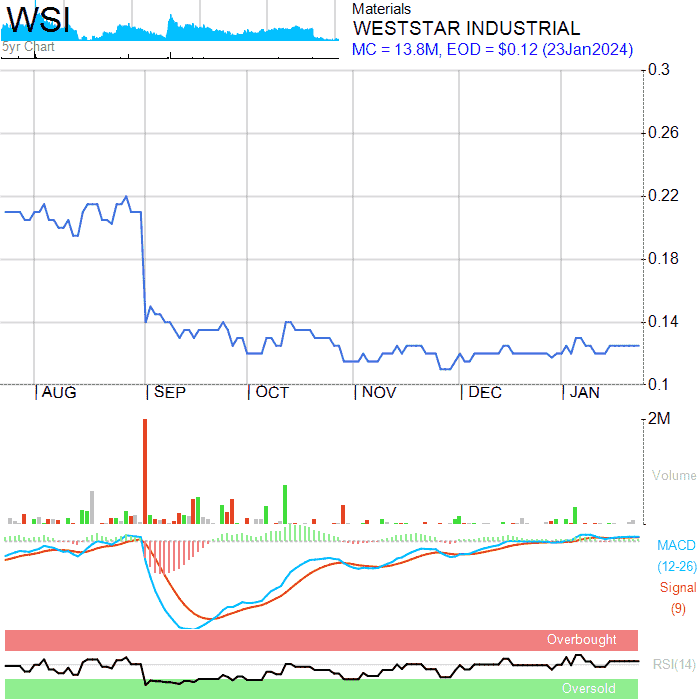 WSI
5yr Chart
Materials
WESTSTAR INDUSTRIAL
MC = 13.8M, EOD = $0.12 (23Jan2024)
0.3
0.26
0.22
0.18
0.14
0.1
AUG SEP OCT NOV DEC JAN
2M
Volume
MACD
(12-26)
Signal
(9)
Overbought
RSI(14)
Oversold